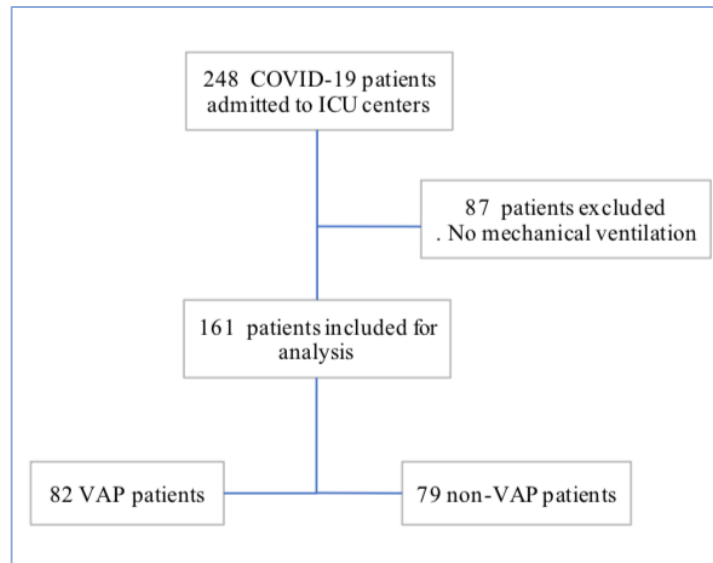 248 COVID-19 patients
admitted to ICU centers
87 patients excluded
. No mechanical ventilation
161 patients included for
analysis
82 VAP patients
79 non-VAP patients